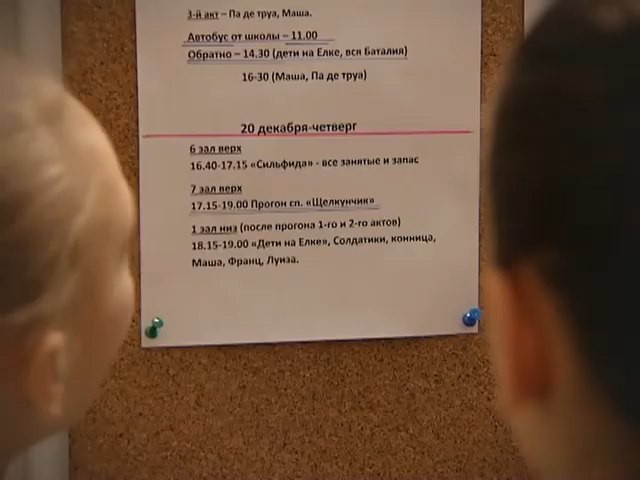 3-й акт – Па де труа, Маша.
Автобус от школы – 11.00
Обратно – 14.30 (дети на Елке, вся Баталия)
16-30 (Маша, Па де труа)
20 декабря-четверг
6 зал верх
16.40-17.15 «Сильфида» - все занятые и запас
7 зал верх
17.15-19.00 Прогон сп. «Щелкунчик»
1 зал низ (после прогона 1-го и 2-го актов)
18.15-19.00 «Дети на Елке», Солдатики, конница,
Маша, Франц, Луиза.